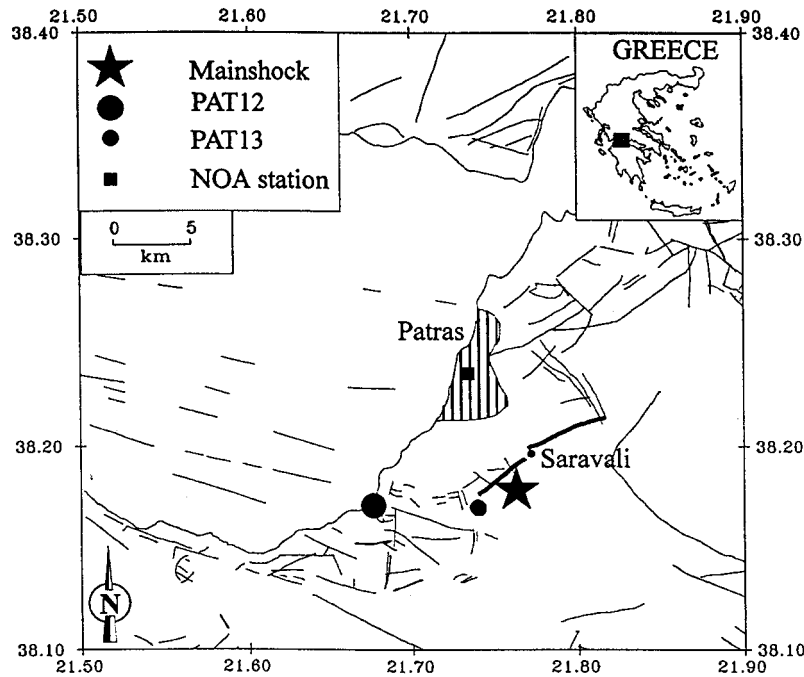 21.50 21.60 21.70 21.80 21.90
38.40 38.40
Mainshock
PAT12
PAT13
NOA station
GREECE
0 5
km
38.30 38.30
Patras
38.20 38.20
Saravali
N
38.10 38.10
21.50 21.60 21.70 21.80 21.90